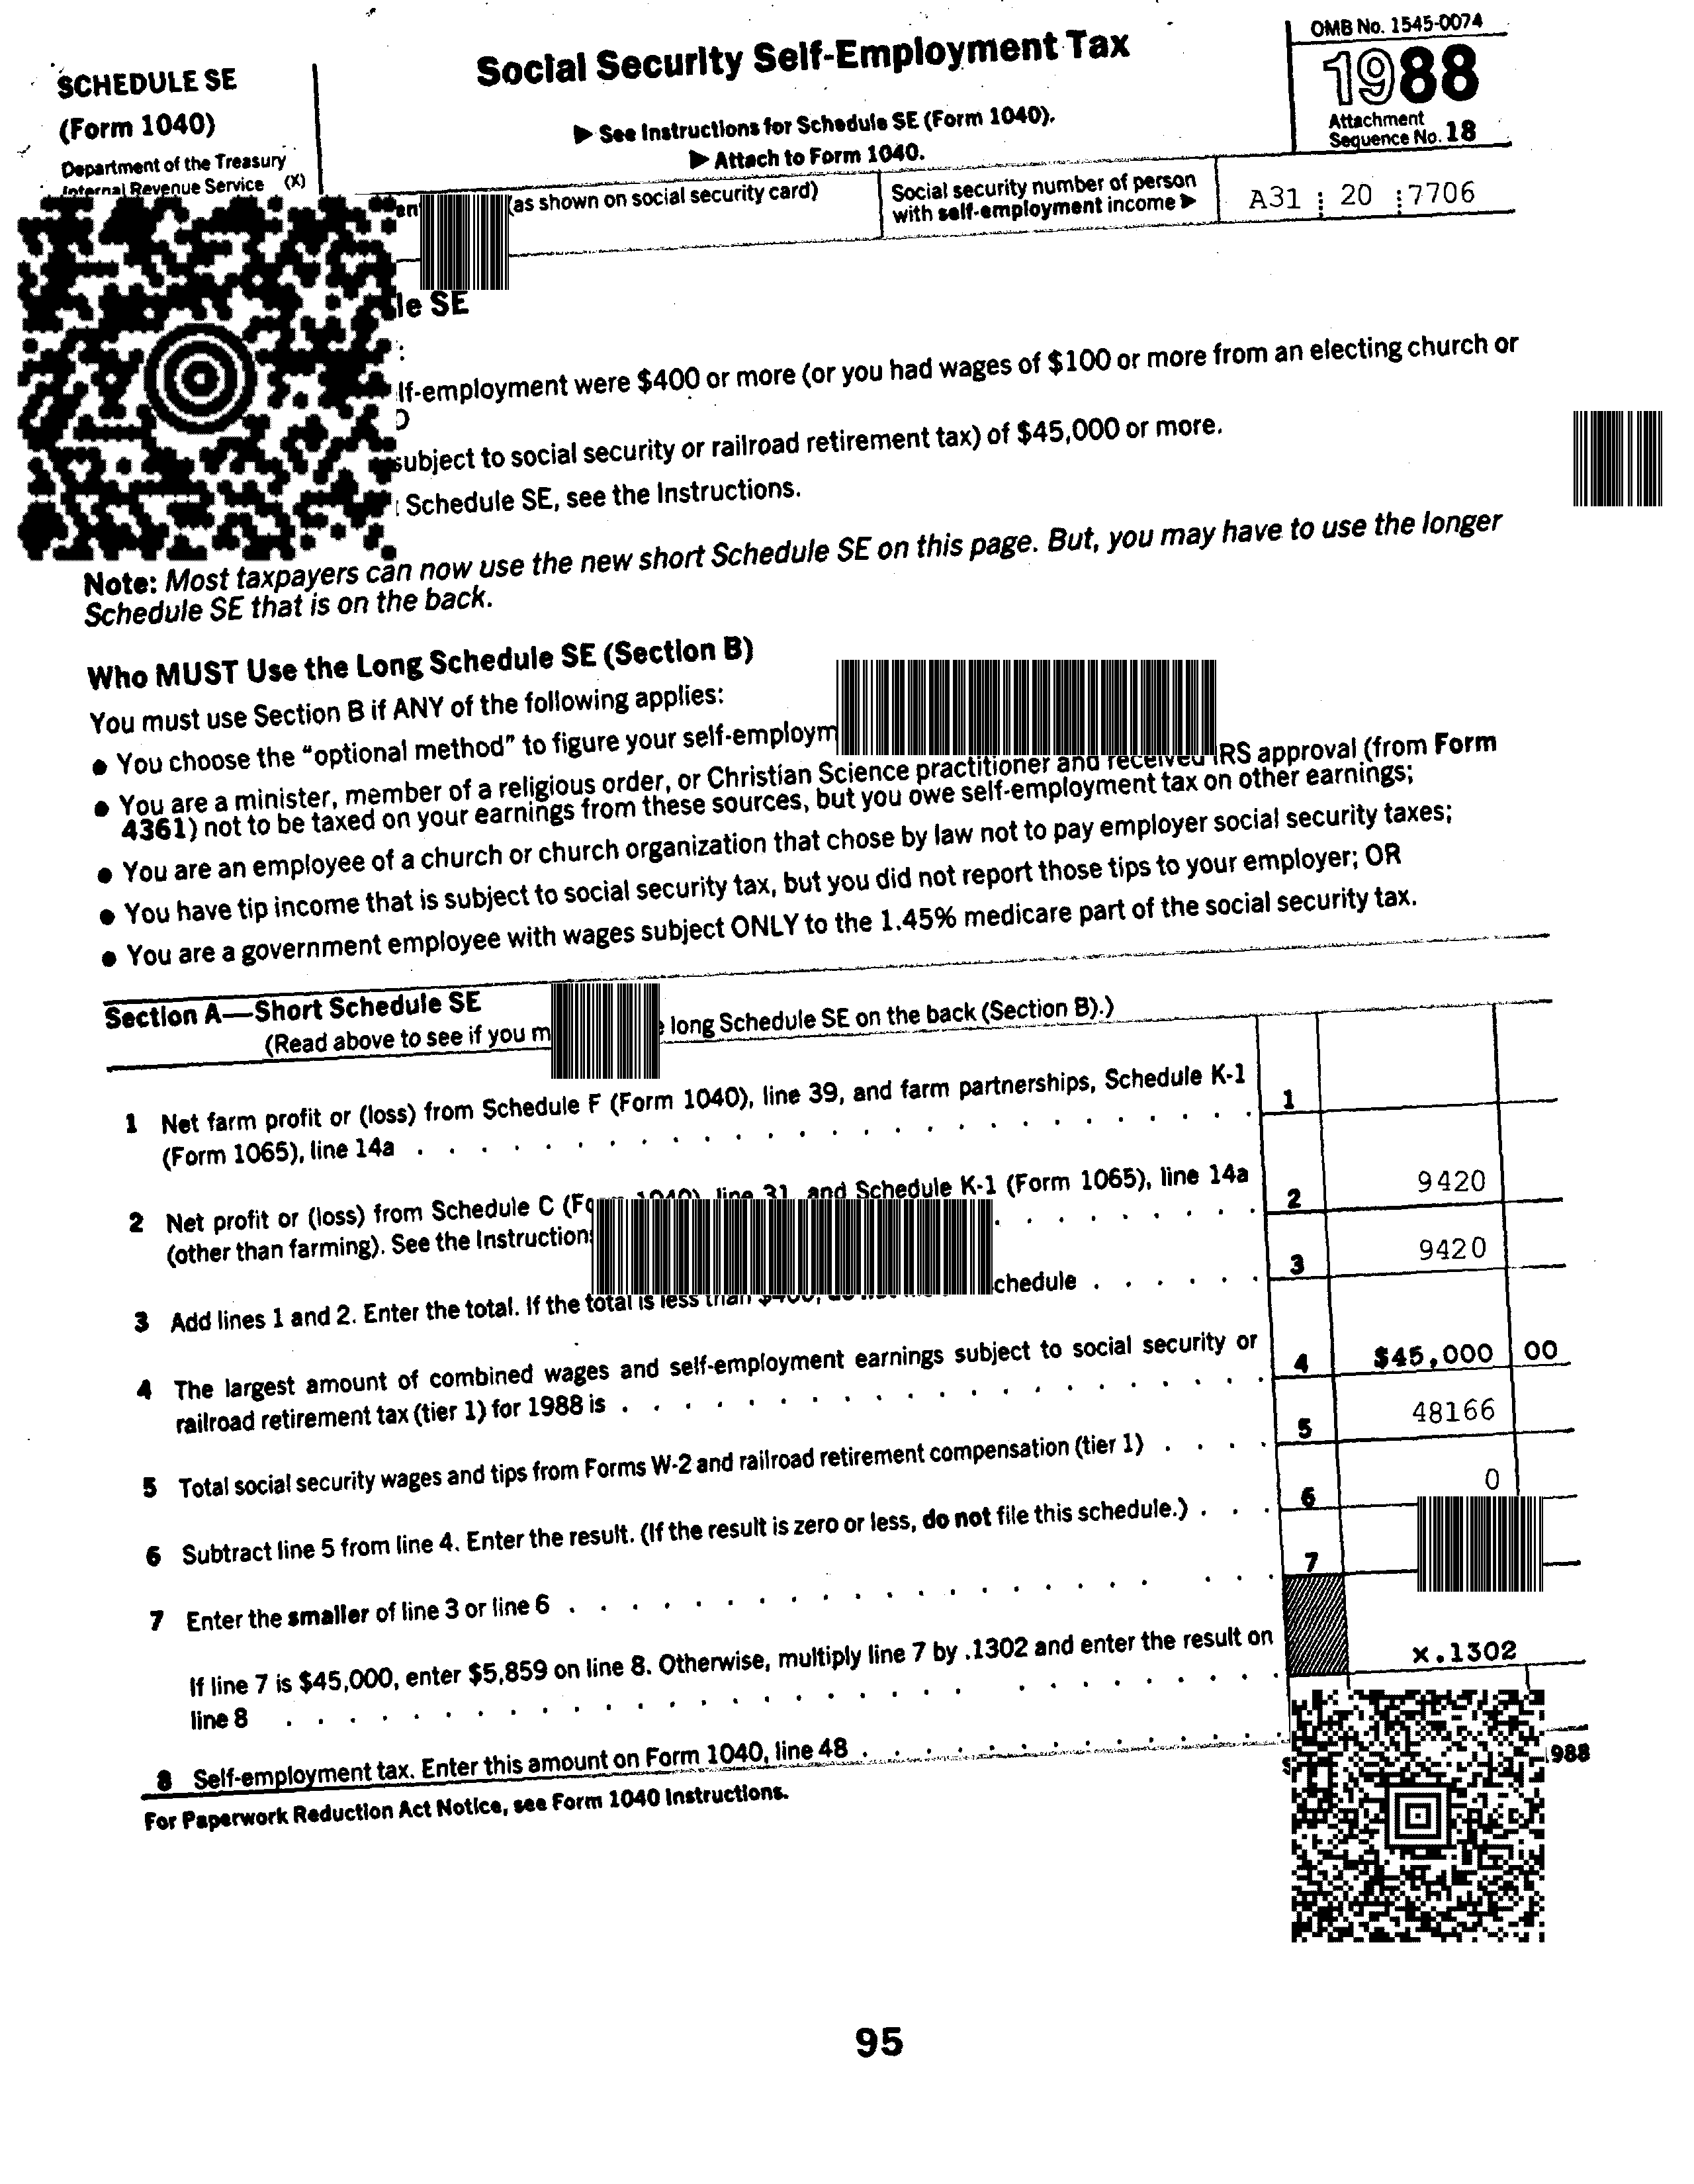 OMB No. 1545-0074
SCHEDULE SE
(Form 1040)
Department of the Treasury
Internal Revenue Service (X)
Social Security Self-Employment Tax
▶ See Instructions for Schedule SE (Form 1040).
▶ Attach to Form 1040.
1988
Attachment
Sequence No. 18
(as shown on social security card)
Social security number of person
with self-employment income ▶
A31 20 7706
SE
:
-employment were $400 or more (or you had wages of $100 or more from an electing church or
subject to social security or railroad retirement tax) of $45,000 or more.
Schedule SE, see the Instructions.
Note: Most taxpayers can now use the new short Schedule SE on this page. But, you may have to use the longer
Schedule SE that is on the back.
Who MUST Use the Long Schedule SE (Section B)
You must use Section B if ANY of the following applies:
● You choose the "optional method" to figure your
● You are a minister, member of a religious order, or Christian Science practitioner and received IRS approval (from Form
4361) not to be taxed on your earnings from these sources, but you owe self-employment tax on other earnings;
● You are an employee of a church or church organization that chose by law not to pay employer social security taxes;
● You have tip income that is subject to social security tax, but you did not report those tips to your employer; OR
● You are a government employee with wages subject ONLY to the 1.45% medicare part of the social security tax.
Section A—Short Schedule SE
(Read above to see if you long Schedule SE on the back (Section B).)
1 Net farm profit or (loss) from Schedule F (Form 1040), line 39, and farm partnerships, Schedule K-1
(Form 1065), line 14a . . . . . . . . . . . . . . . . . . . . . . . . . . 1
2 Net profit or (loss) from Schedule C (Form 1040), line 31, and Schedule K-1 (Form 1065), line 14a
(other than farming). See the Instructions . . . . . . . . . 2 9420
3 Add lines 1 and 2. Enter the total. If the total is less than $400, schedule . . . . . . 3 9420
4 The largest amount of combined wages and self-employment earnings subject to social security or
railroad retirement tax (tier 1) for 1988 is . . . . . . . . . . . . . . . . . . . . 4 $45,000 00
5 Total social security wages and tips from Forms W-2 and railroad retirement compensation (tier 1) . . . . 5 48166
6 Subtract line 5 from line 4. Enter the result. (If the result is zero or less, do not file this schedule.) . . . 6 0
7 Enter the smaller of line 3 or line 6 . . . . . . . . . . . . . . . . . . . . . 7
If line 7 is $45,000, enter $5,859 on line 8. Otherwise, multiply line 7 by .1302 and enter the result on
line 8 . . . . . . . . . . . . . . . . . . . . . . . . . . . . . . x.1302
8 Self-employment tax. Enter this amount on Form 1040, line 48 . . . . . . . . . . . . . .
For Paperwork Reduction Act Notice, see Form 1040 Instructions.
1988
95